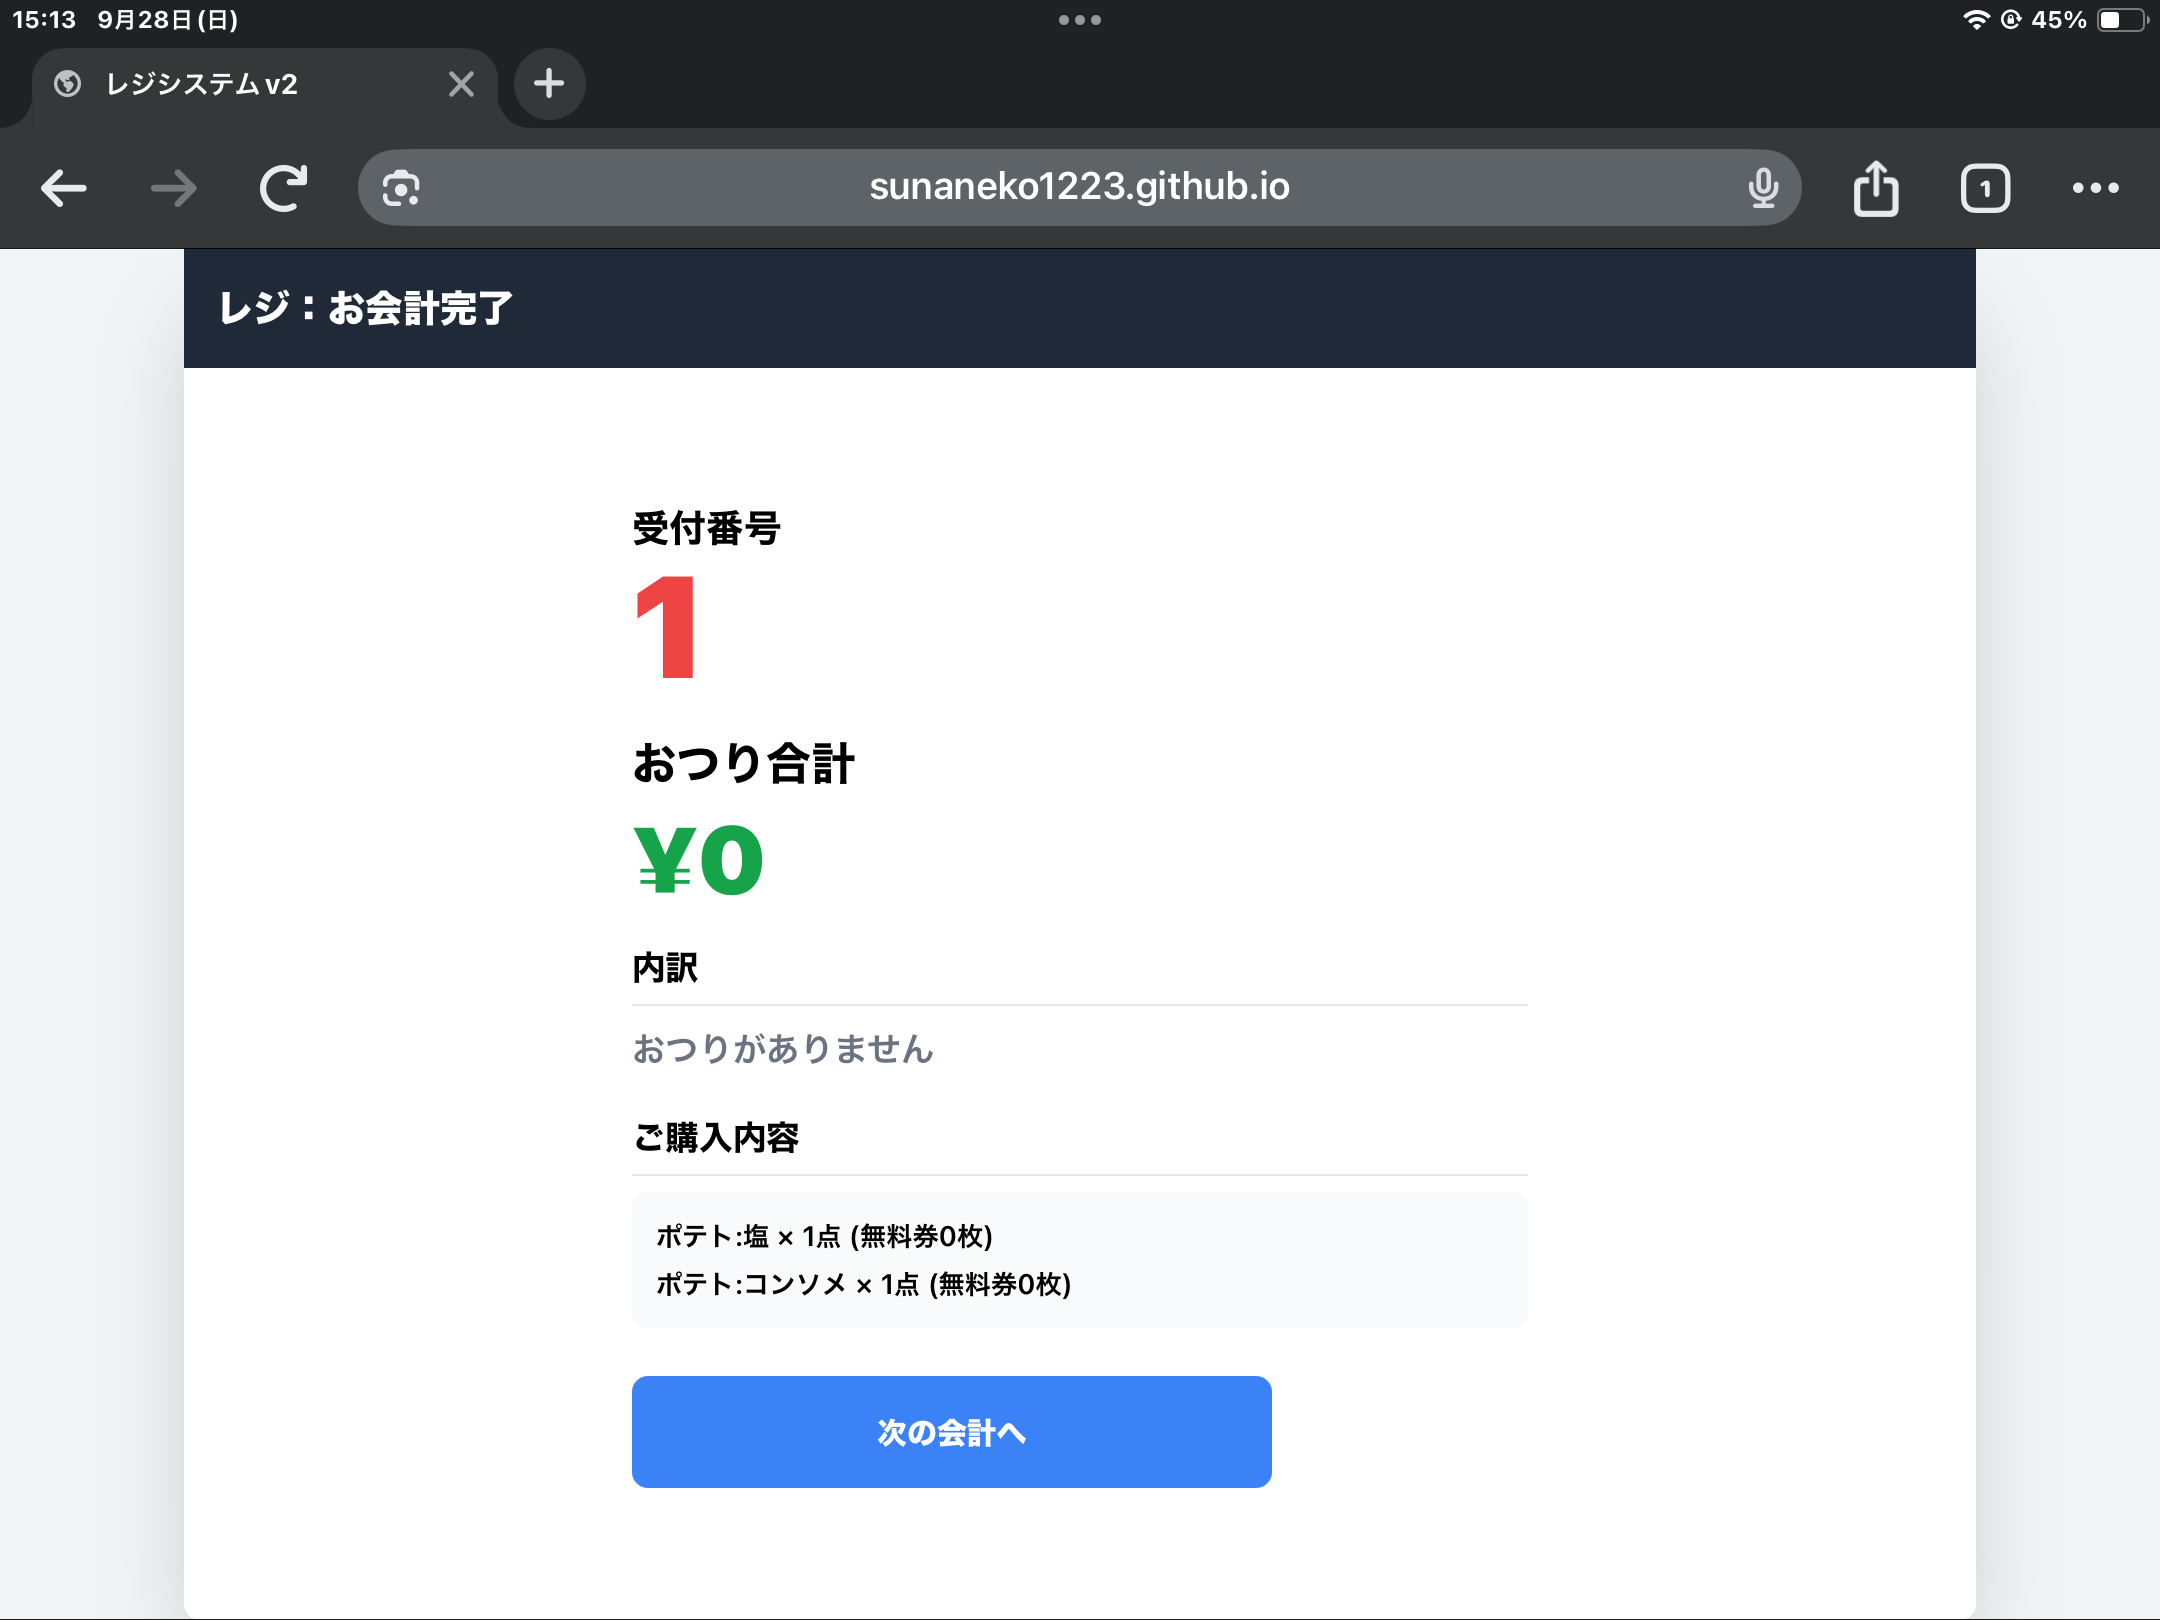 15:13 9月28日(日)
45%
レジシステム v2
sunaneko1223.github.io
1
レジ：お会計完了
受付番号
1
おつり合計
¥0
内訳
おつりがありません
ご購入内容
ポテト:塩 × 1点 (無料券0枚)
ポテト:コンソメ × 1点 (無料券0枚)
次の会計へ